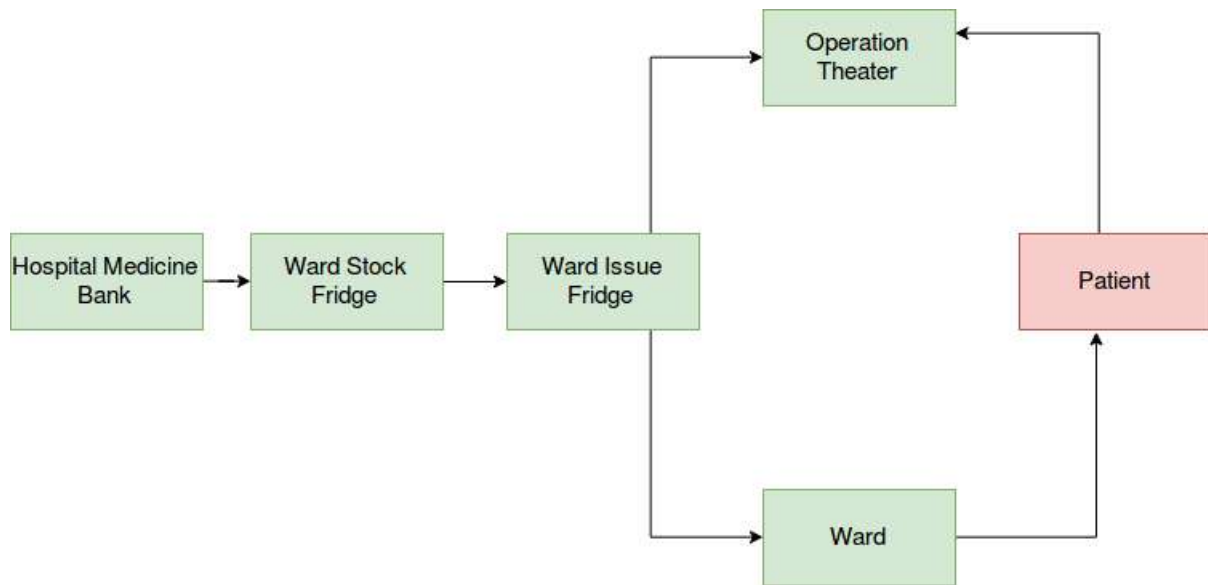 Operation
Theater
Hospital Medicine
Bank
Ward Stock
Fridge
Ward Issue
Fridge
Patient
Ward